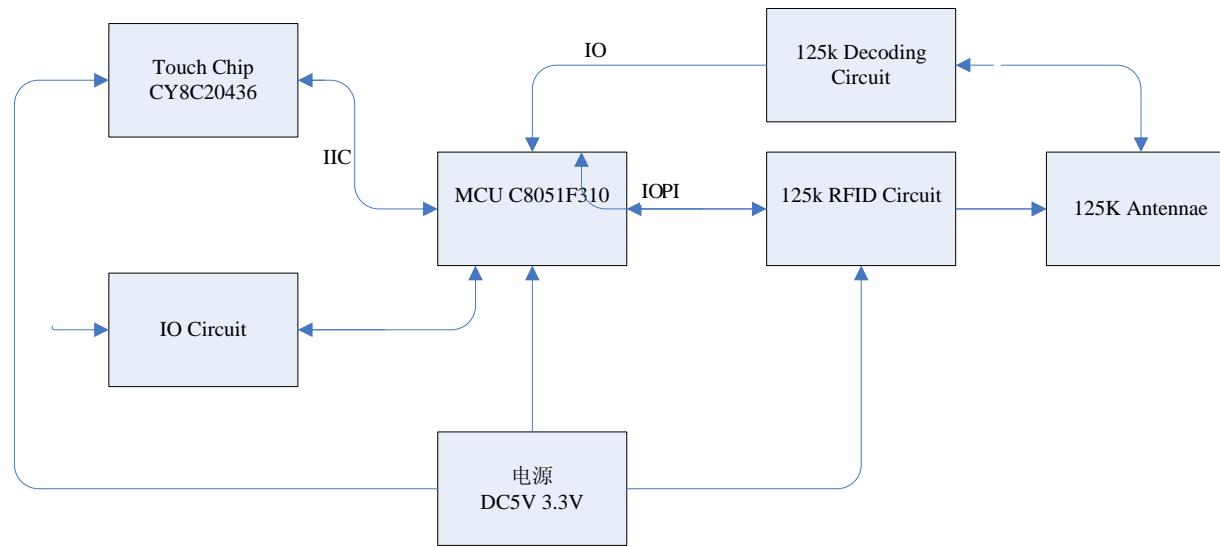 Touch Chip
CY8C20436
IO
125k Decoding
Circuit
IIC
MCU C8051F310
IOPI
125k RFID Circuit
125K Antennae
IO Circuit
电源
DC5V 3.3V